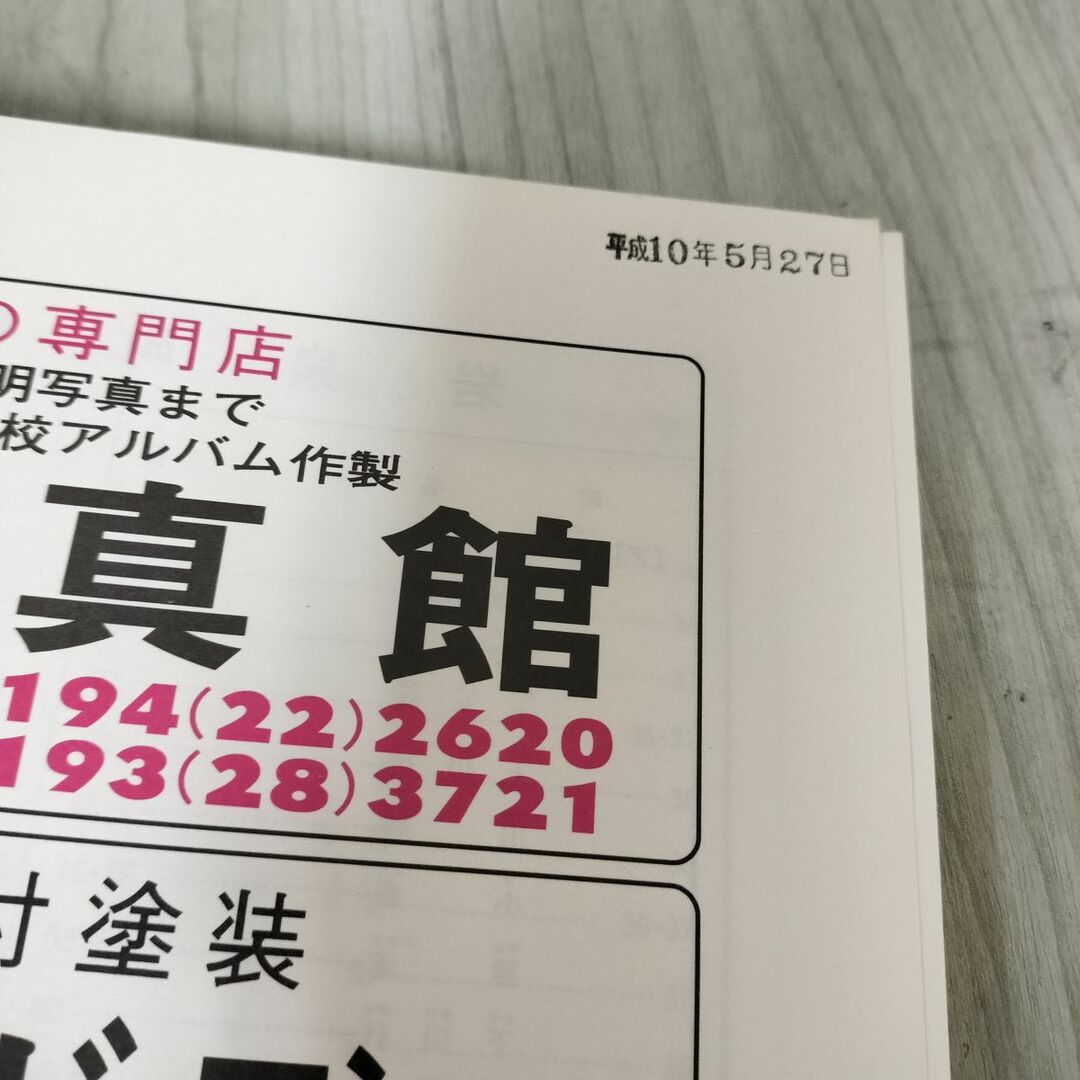 平成10年5月27日
専門店
明写真まで
校アルバム作製
真館
194(22)2620
193(28)3721
付塗装